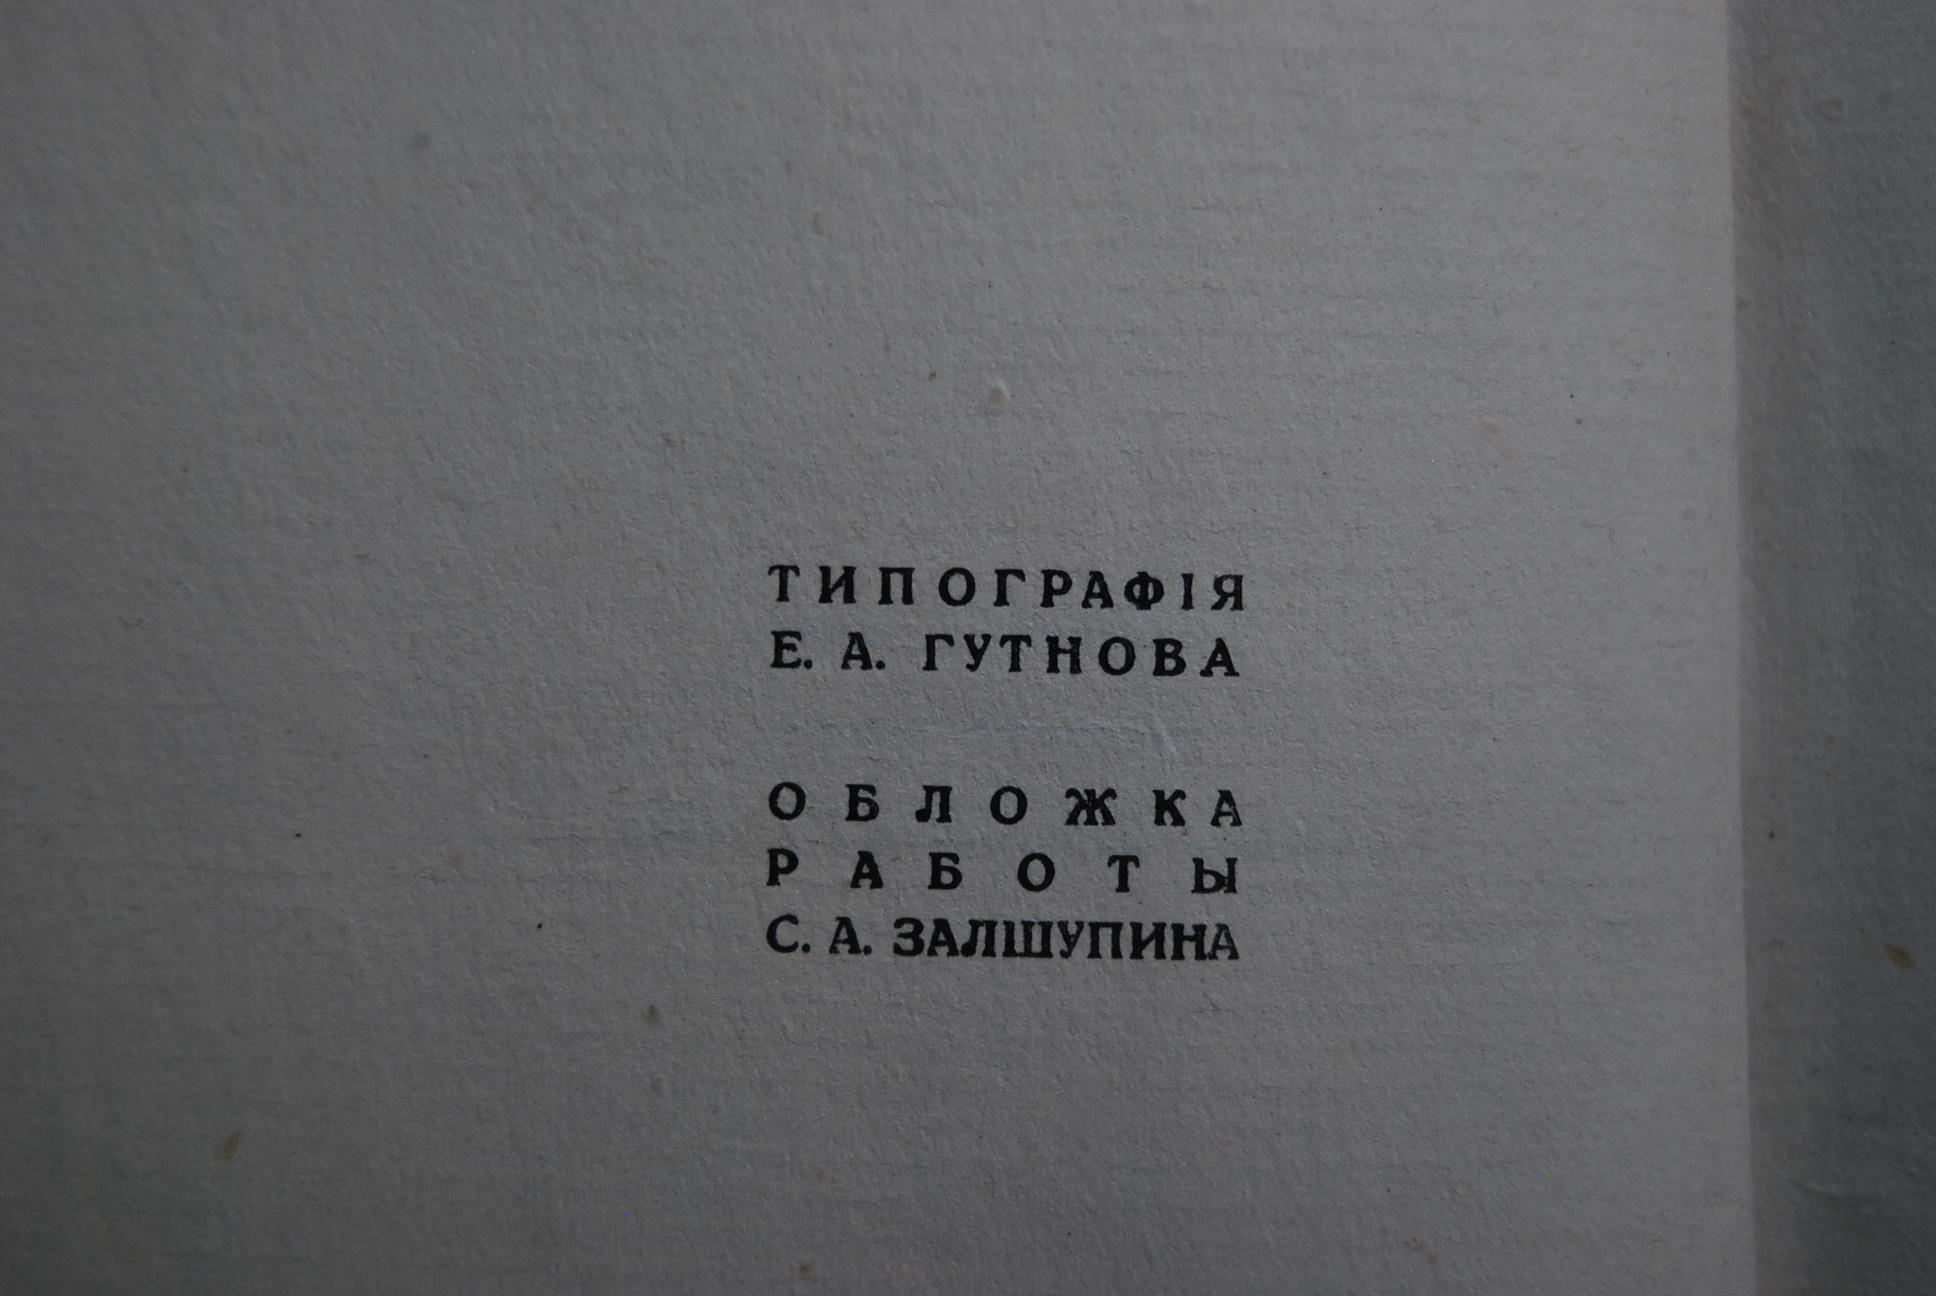 ТИПОГРАФІЯ
Е. А. ГУТНОВА
ОБЛОЖКА
РАБОТЫ
С. А. ЗАЛШУПИНА